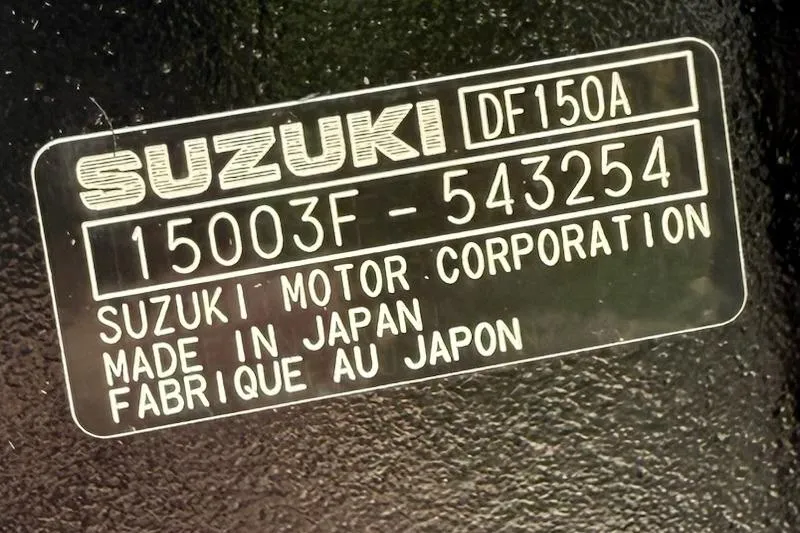 SUZUKI DF150A
15003F - 543254
SUZUKI MOTOR CORPORATION
MADE IN JAPAN
FABRIQUE AU JAPON